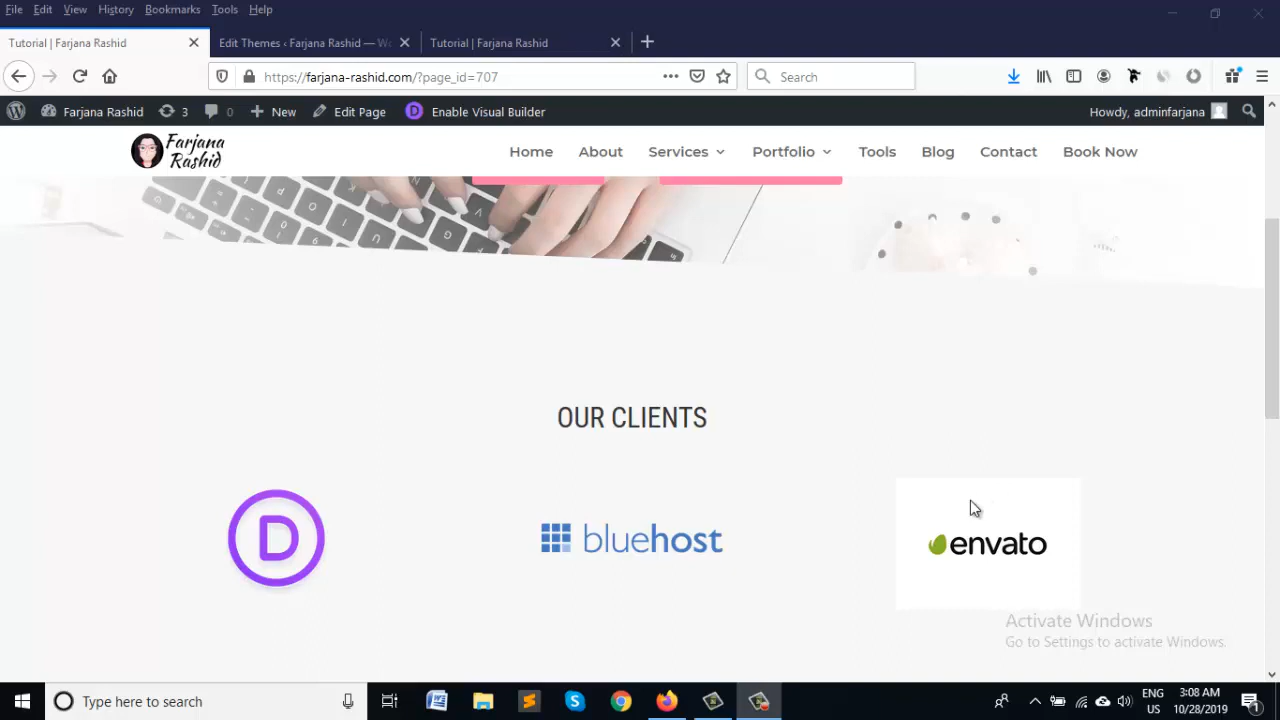 File Edit View History Bookmarks Tools Help
Tutorial | Farjana Rashid
Edit Themes ‹ Farjana Rashid — Wo
Tutorial | Farjana Rashid
https://farjana-rashid.com/?page_id=707
Search
Farjana Rashid 3 0 New Edit Page Enable Visual Builder Howdy, adminfarjana
Farjana
Rashid
Home About Services Portfolio Tools Blog Contact Book Now
OUR CLIENTS
D
bluehost
envato
Activate Windows
Go to Settings to activate Windows.
Type here to search
ENG
US
3:08 AM
10/28/2019
1